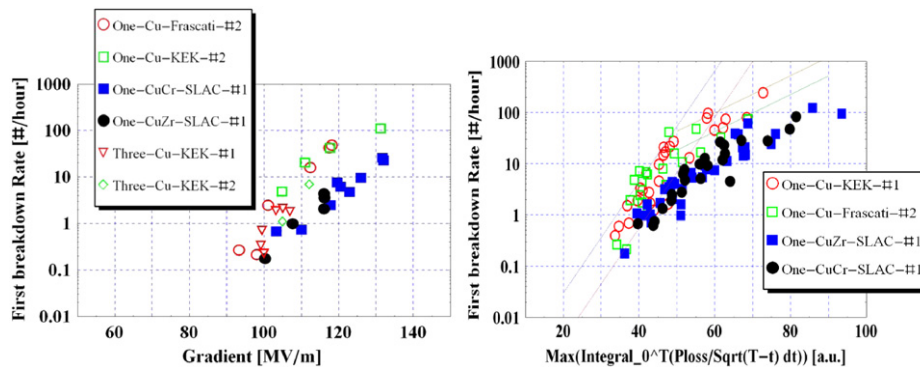 One-Cu-Frascati-#2
One-Cu-KEK-#2
One-CuCr-SLAC-#1
One-CuZr-SLAC-#1
Three-Cu-KEK-#1
Three-Cu-KEK-#2
First breakdown Rate [#/hour]
1000
100
10
1
0.1
0.01
60
80
100
120
140
Gradient [MV/m]
First breakdown Rate [#/hour]
1000
100
10
1
0.1
0.01
20
40
60
80
100
Max(Integral_0^T(Ploss/Sqrt(T-t) dt)) [a.u.]
One-Cu-KEK-#1
One-Cu-Frascati-#2
One-CuZr-SLAC-#1
One-CuCr-SLAC-#1